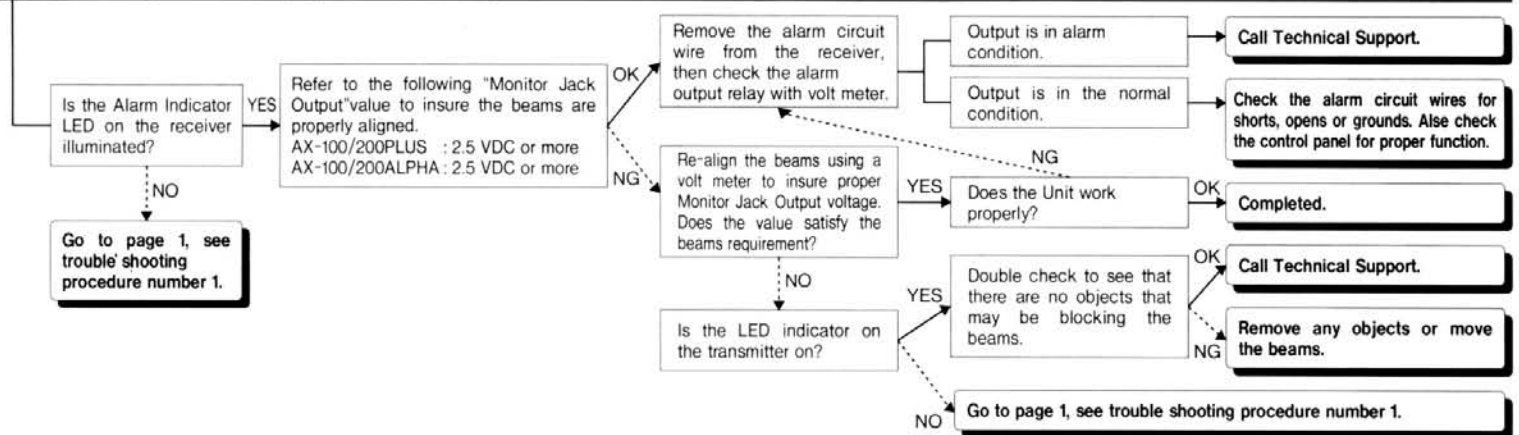 Is the Alarm Indicator
LED on the receiver
illuminated?
YES
NO
Go to page 1, see
trouble' shooting
procedure number 1.
Refer to the following "Monitor Jack
Output"value to insure the beams are
properly aligned.
AX-100/200PLUS : 2.5 VDC or more
AX-100/200ALPHA : 2.5 VDC or more
OK
NG
Remove the alarm circuit
wire from the receiver,
then check the alarm
output relay with volt meter.
Output is in alarm
condition.
Call Technical Support.
Output is in the normal
condition.
Check the alarm circuit wires for
shorts, opens or grounds. Alse check
the control panel for proper function.
NG
Re-align the beams using a
volt meter to insure proper
Monitor Jack Output voltage.
Does the value satisfy the
beams requirement?
YES
Does the Unit work
properly?
OK
Completed.
NO
Is the LED indicator on
the transmitter on?
YES
Double check to see that
there are no objects that
may be blocking the
beams.
OK
Call Technical Support.
NG
Remove any objects or move
the beams.
NO
Go to page 1, see trouble shooting procedure number 1.